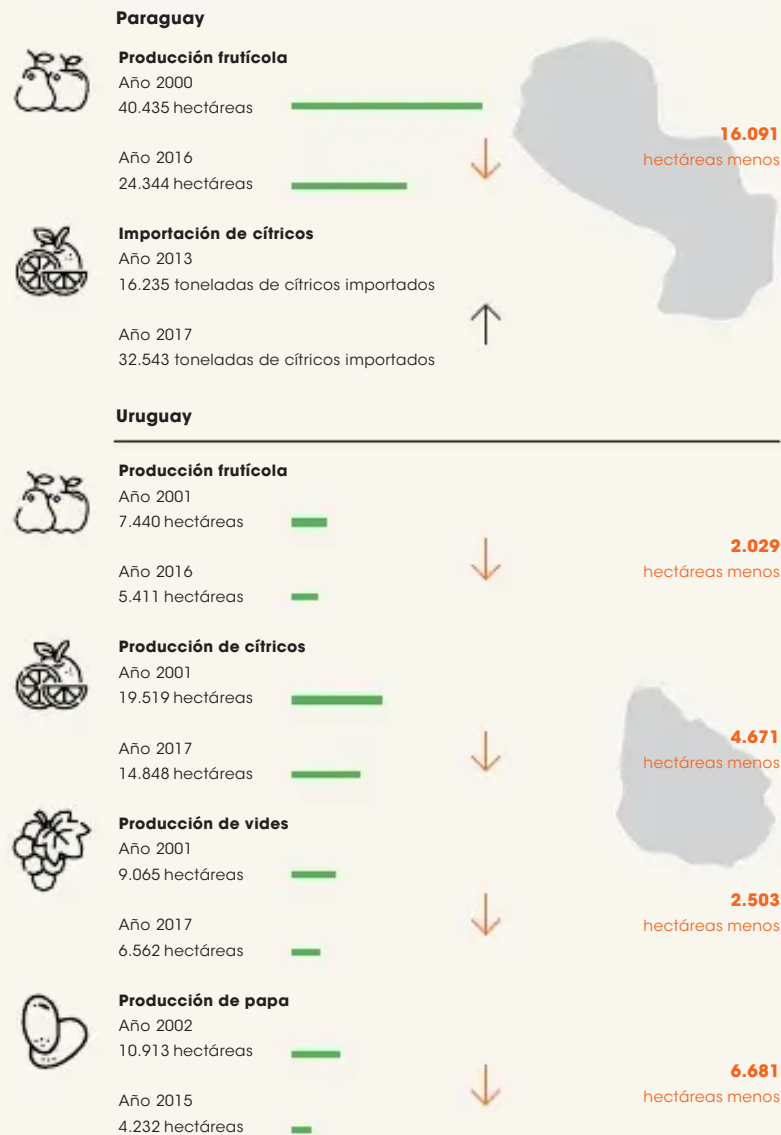 Paraguay
Producción frutícola
Año 2000
40.435 hectáreas
16.091
hectáreas menos
Año 2016
24.344 hectáreas
Importación de cítricos
Año 2013
16.235 toneladas de cítricos importados
Año 2017
32.543 toneladas de cítricos importados
Uruguay
Producción frutícola
Año 2001
7.440 hectáreas
2.029
hectáreas menos
Año 2016
5.411 hectáreas
Producción de cítricos
Año 2001
19.519 hectáreas
4.671
hectáreas menos
Año 2017
14.848 hectáreas
Producción de vides
Año 2001
9.065 hectáreas
2.503
hectáreas menos
Año 2017
6.562 hectáreas
Producción de papa
Año 2002
10.913 hectáreas
6.681
hectáreas menos
Año 2015
4.232 hectáreas